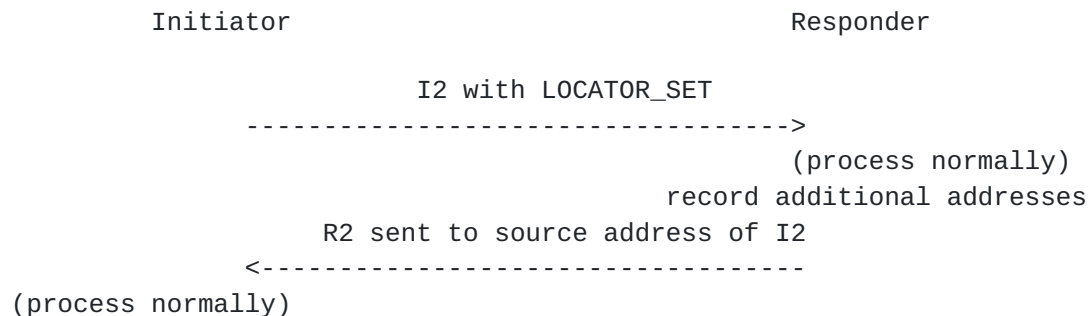 Initiator                                Responder
I2 with LOCATOR_SET
----------------------------------->
(process normally)
record additional addresses
R2 sent to source address of I2
<-----------------------------------
(process normally)